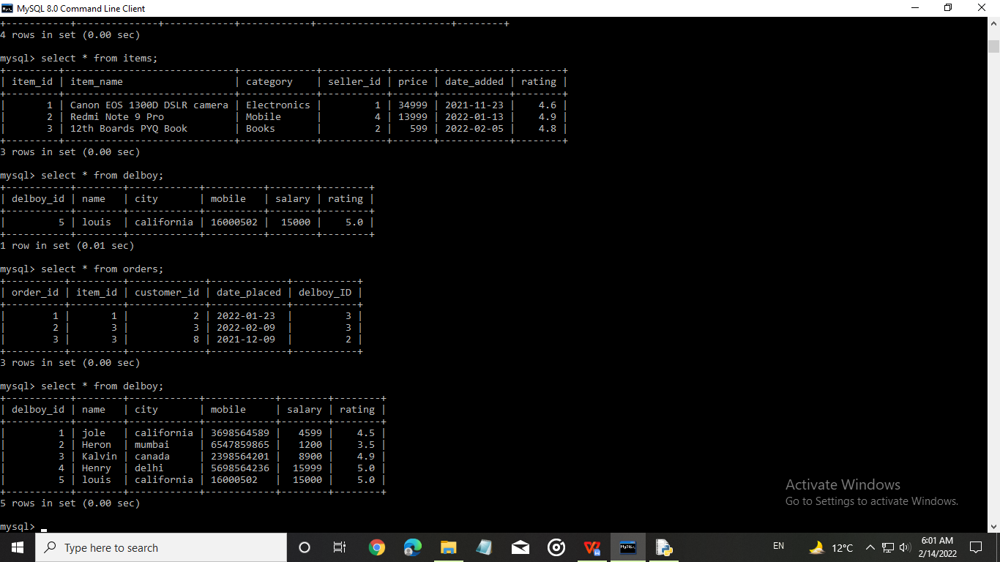 MySQL 8.0 Command Line Client
+-----------+--------------+------------+-------------+-----------------------+--------+
4 rows in set (0.00 sec)
mysql> select * from items;
+---------+-----------------------------+-------------+-----------+-------+------------+--------+
| item_id | item_name                   | category    | seller_id | price | date_added | rating |
+---------+-----------------------------+-------------+-----------+-------+------------+--------+
|       1 | Canon EOS 1300D DSLR camera | Electronics |         1 | 34999 | 2021-11-23 |    4.6 |
|       2 | Redmi Note 9 Pro            | Mobile      |         4 | 13999 | 2022-01-13 |    4.9 |
|       3 | 12th Boards PYQ Book        | Books       |         2 |   599 | 2022-02-05 |    4.8 |
+---------+-----------------------------+-------------+-----------+-------+------------+--------+
3 rows in set (0.00 sec)
mysql> select * from delboy;
+-----------+--------+------------+----------+--------+--------+
| delboy_id | name   | city       | mobile   | salary | rating |
+-----------+--------+------------+----------+--------+--------+
|         5 | louis  | california | 16000502 |  15000 |    5.0 |
+-----------+--------+------------+----------+--------+--------+
1 row in set (0.01 sec)
mysql> select * from orders;
+----------+---------+-------------+-------------+-----------+
| order_id | item_id | customer_id | date_placed | delboy_ID |
+----------+---------+-------------+-------------+-----------+
|        1 |       1 |           2 | 2022-01-23  |         3 |
|        2 |       3 |           3 | 2022-02-09  |         3 |
|        3 |       3 |           8 | 2021-12-09  |         2 |
+----------+---------+-------------+-------------+-----------+
3 rows in set (0.00 sec)
mysql> select * from delboy;
+-----------+--------+------------+------------+--------+--------+
| delboy_id | name   | city       | mobile     | salary | rating |
+-----------+--------+------------+------------+--------+--------+
|         1 | jole   | california | 3698564589 |   4599 |    4.5 |
|         2 | Heron  | mumbai     | 6547859865 |   1200 |    3.5 |
|         3 | Kalvin | canada     | 2398564201 |   8900 |    4.9 |
|         4 | Henry  | delhi      | 5698564236 |  15999 |    5.0 |
|         5 | louis  | california | 16000502   |  15000 |    5.0 |
+-----------+--------+------------+------------+--------+--------+
5 rows in set (0.00 sec)
mysql> _
Activate Windows
Go to Settings to activate Windows.
Type here to search
MySQL
EN
12°C
6:01 AM
2/14/2022